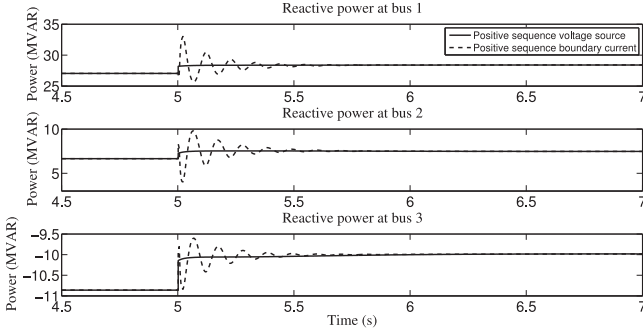 Reactive power at bus 1
Power (MVAR)
35
30
25
Positive sequence voltage source
Positive sequence boundary current
4.5 5 5.5 6 6.5 7
Reactive power at bus 2
Power (MVAR)
10
5
4.5 5 5.5 6 6.5 7
Reactive power at bus 3
Power (MVAR)
−9.5
−10
−10.5
−11
4.5 5 5.5 6 6.5 7
Time (s)